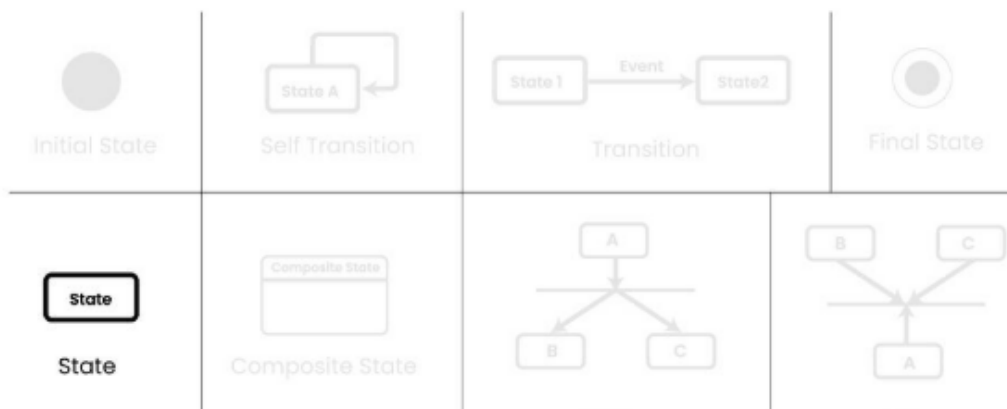 State A
Initial State
Self Transition
State 1
Event
State2
Transition
Final State
State
State
Composite State
Composite State
A
B
C
B
C
A